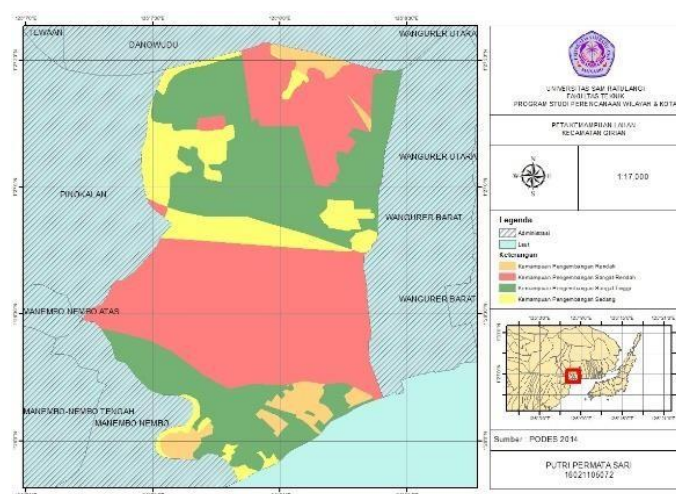 TEWAAN
DANOWUDU
WANGURER UTARA
WANGURER UTARA
PINOKALAN
WANGURER BARAT
MANEMBO NEMBO ATAS
WANGURER BARAT
MANEMBO-NEMBO TENGAH
MANEMBO NEMBO
UNIVERSITAS SAM RATULANGI
FAKULTAS TEKNIK
PROGRAM STUDI PERENCANAAN WILAYAH & KOTA
PETA KEMAMPUAN LAHAN
KECAMATAN GIRIAN
N
W
E
S
1:17,000
Legenda
Administrasi
Laut
Keterangan
Kemampuan Pengembangan Rendah
Kemampuan Pengembangan Sangat Rendah
Kemampuan Pengembangan Sangat Tinggi
Kemampuan Pengembangan Sedang
Sumber PODES 2014
PUTRI PERMATA SARI
16021106072